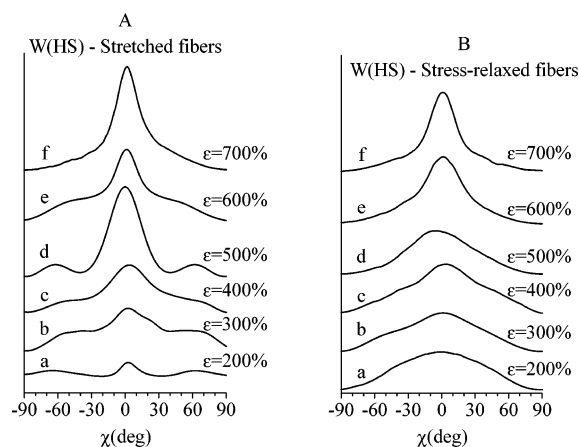 A
W(HS) - Stretched fibers
f
ε=700%
e
ε=600%
d
ε=500%
c
ε=400%
b
ε=300%
a
ε=200%
-90 -60 -30 0 30 60 90
χ(deg)
B
W(HS) - Stress-relaxed fibers
f
ε=700%
e
ε=600%
d
ε=500%
c
ε=400%
b
ε=300%
a
ε=200%
-90 -60 -30 0 30 60 90
χ(deg)